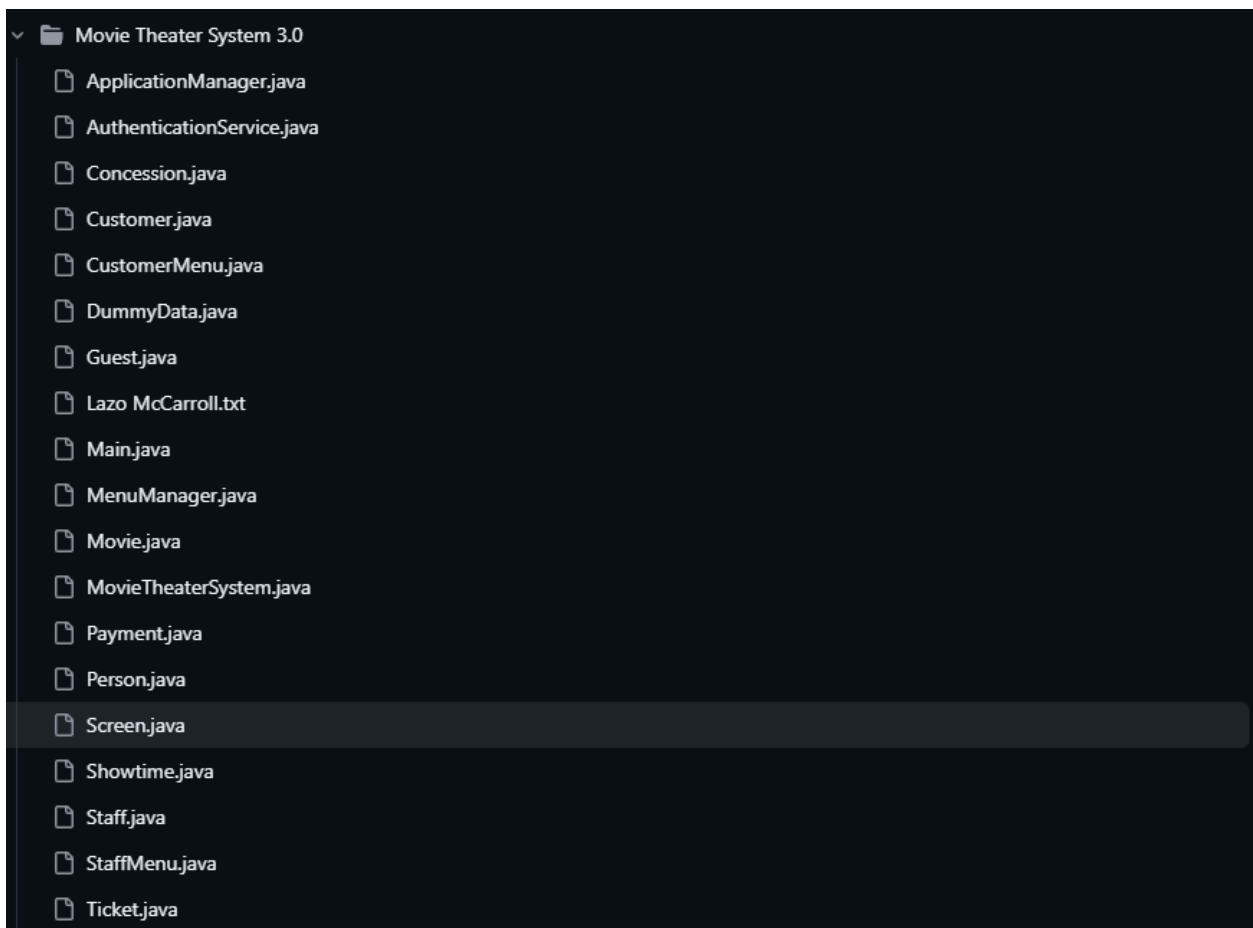 Movie Theater System 3.0
ApplicationManager.java
AuthenticationService.java
Concession.java
Customer.java
CustomerMenu.java
DummyData.java
Guest.java
Lazo McCarroll.txt
Main.java
MenuManager.java
Movie.java
MovieTheaterSystem.java
Payment.java
Person.java
Screen.java
Showtime.java
Staff.java
StaffMenu.java
Ticket.java